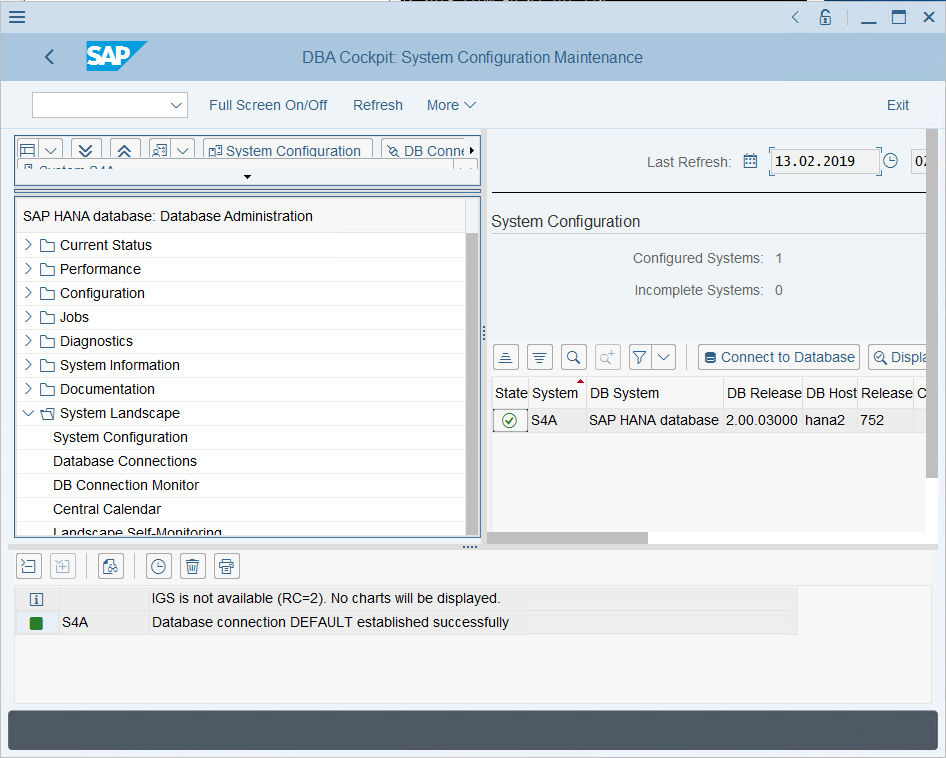 SAP
DBA Cockpit: System Configuration Maintenance
Full Screen On/Off Refresh More Exit
System Configuration DB Conne
System S4A
Last Refresh: 13.02.2019 02
SAP HANA database: Database Administration
Current Status
Performance
Configuration
Jobs
Diagnostics
System Information
Documentation
System Landscape
System Configuration
Database Connections
DB Connection Monitor
Central Calendar
Landscape Self-Monitoring
System Configuration
Configured Systems: 1
Incomplete Systems: 0
Connect to Database Displa
State System DB System DB Release DB Host Release C
S4A SAP HANA database 2.00.03000 hana2 752
IGS is not available (RC=2). No charts will be displayed.
S4A Database connection DEFAULT established successfully